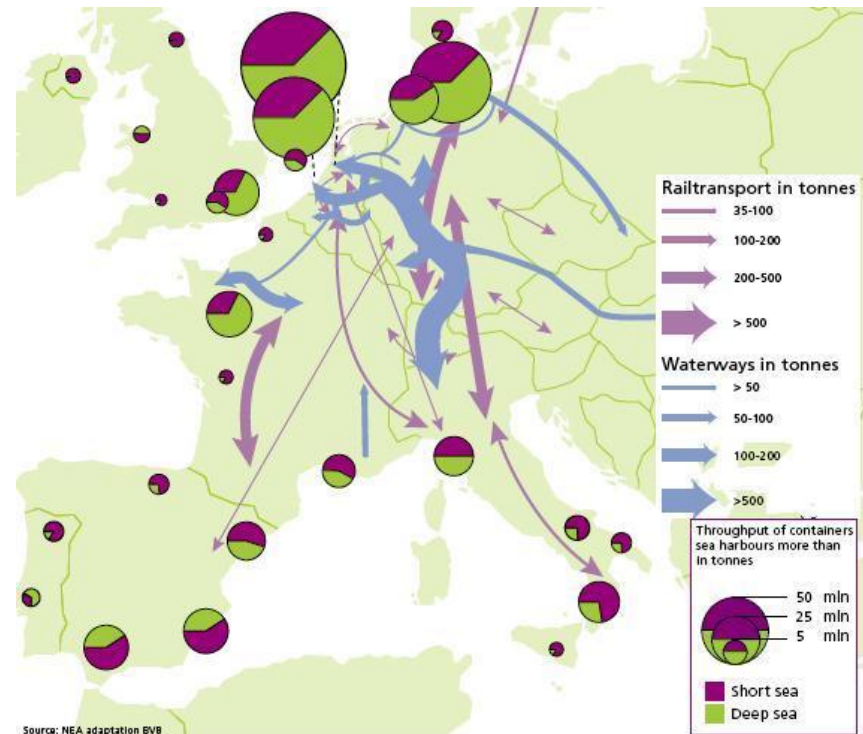 Railtransport in tonnes
35-100
100-200
200-500
> 500
Waterways in tonnes
> 50
50-100
100-200
>500
Throughput of containers
sea harbours more than
in tonnes
50 mln
25 mln
5 mln
Short sea
Deep sea
Source: NEA adaptation BVB